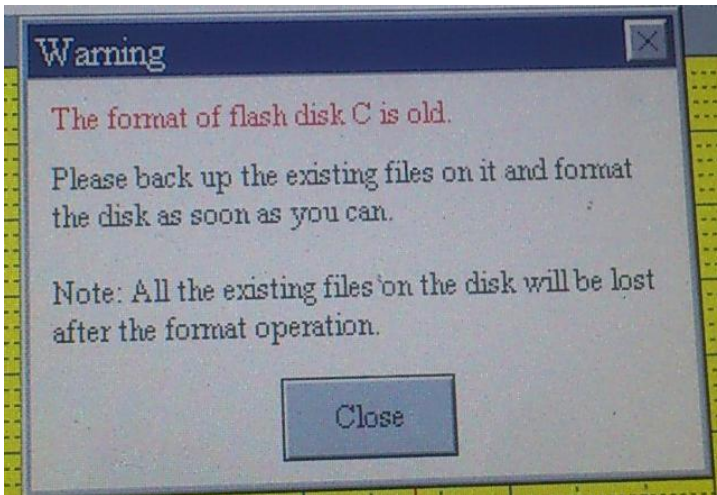 Warning
The format of flash disk C is old.
Please back up the existing files on it and format
the disk as soon as you can.
Note: All the existing files on the disk will be lost
after the format operation.
Close